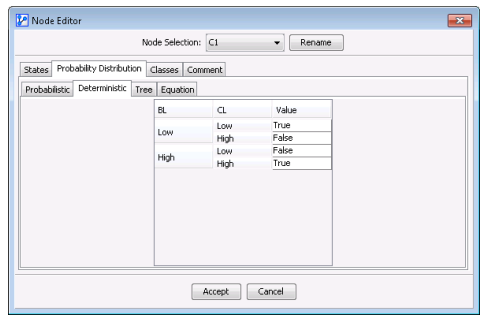 Node Editor
Node Selection: C1 Rename
States Probability Distribution Classes Comment
Probabilistic Deterministic Tree Equation
BL CL Value
Low Low True
High False
High Low False
High True
Accept Cancel